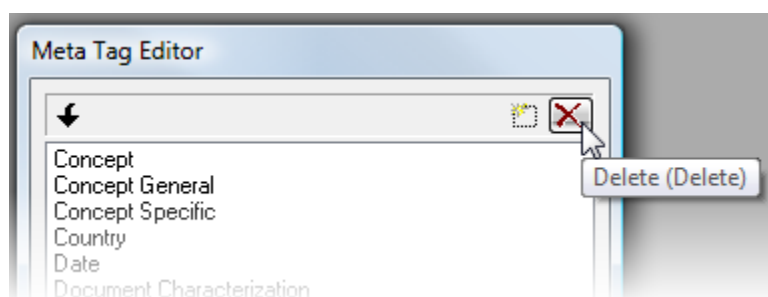 Meta Tag Editor
Concept
Concept General
Delete (Delete)
Concept Specific
Country
Date
Document Characterization